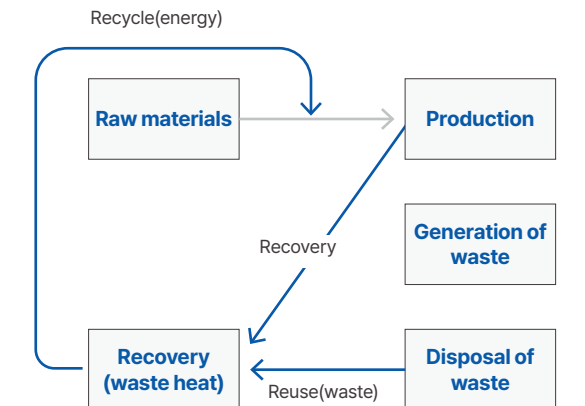 Recycle(energy)
Raw materials
Production
Generation of
waste
Recovery
Recovery
(waste heat)
Disposal of
waste
Reuse(waste)